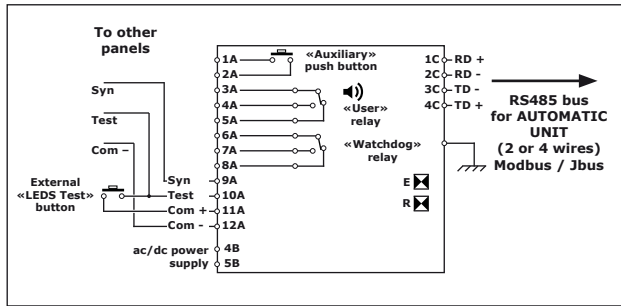 To other
panels
Syn
Test
Com –
External
«LEDS Test»
button
Syn
Test
Com +
Com -
ac/dc power
supply
1A
2A
3A
4A
5A
6A
7A
8A
9A
10A
11A
12A
4B
5B
«Auxiliary»
push button
«User»
relay
«Watchdog»
relay
E
R
1C RD +
2C RD -
3C TD -
4C TD +
RS485 bus
for AUTOMATIC
UNIT
(2 or 4 wires)
Modbus / Jbus